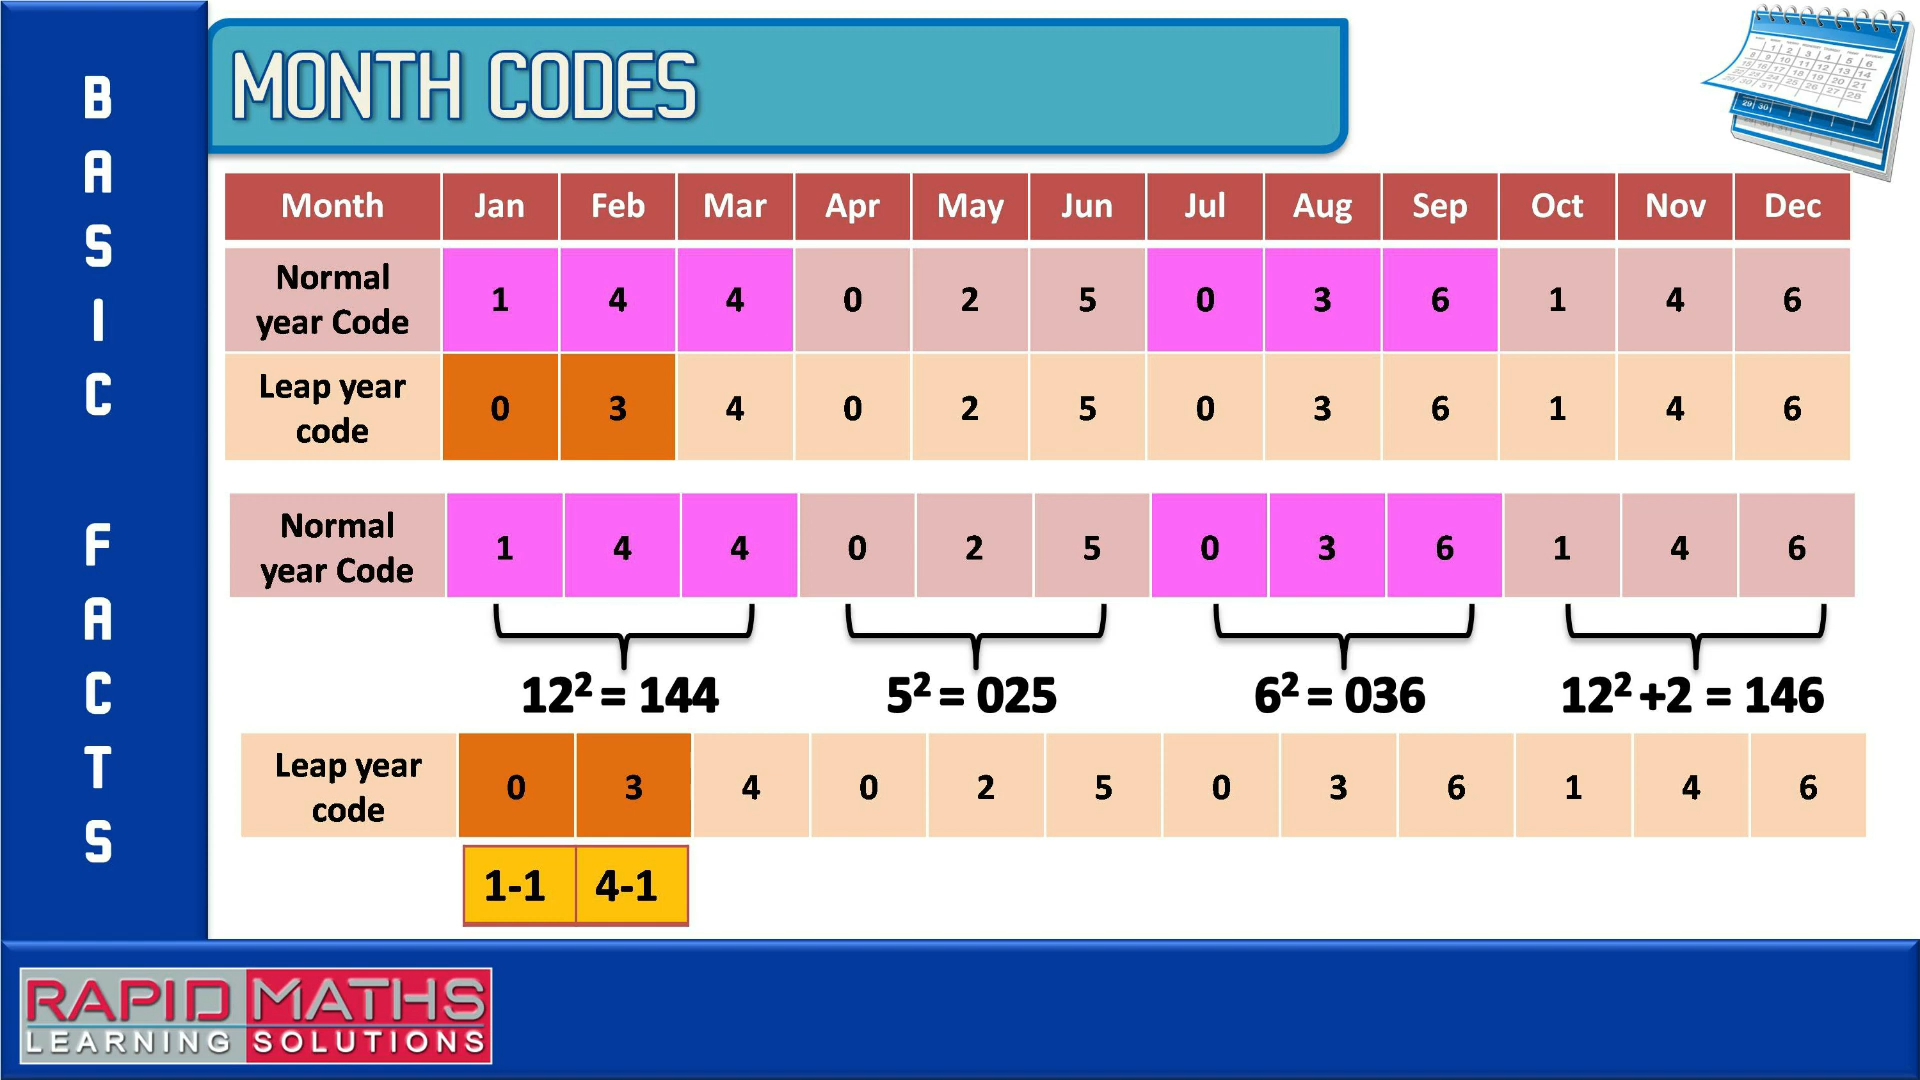 BASIC FACTS
MONTH CODES
Month Jan Feb Mar Apr May Jun Jul Aug Sep Oct Nov Dec
Normal year Code 1 4 4 0 2 5 0 3 6 1 4 6
Leap year code 0 3 4 0 2 5 0 3 6 1 4 6
Normal year Code 1 4 4 0 2 5 0 3 6 1 4 6
12² = 144 5² = 025 6² = 036 12² +2 = 146
Leap year code 0 3 4 0 2 5 0 3 6 1 4 6
1-1 4-1
RAPID MATHS
LEARNING SOLUTIONS